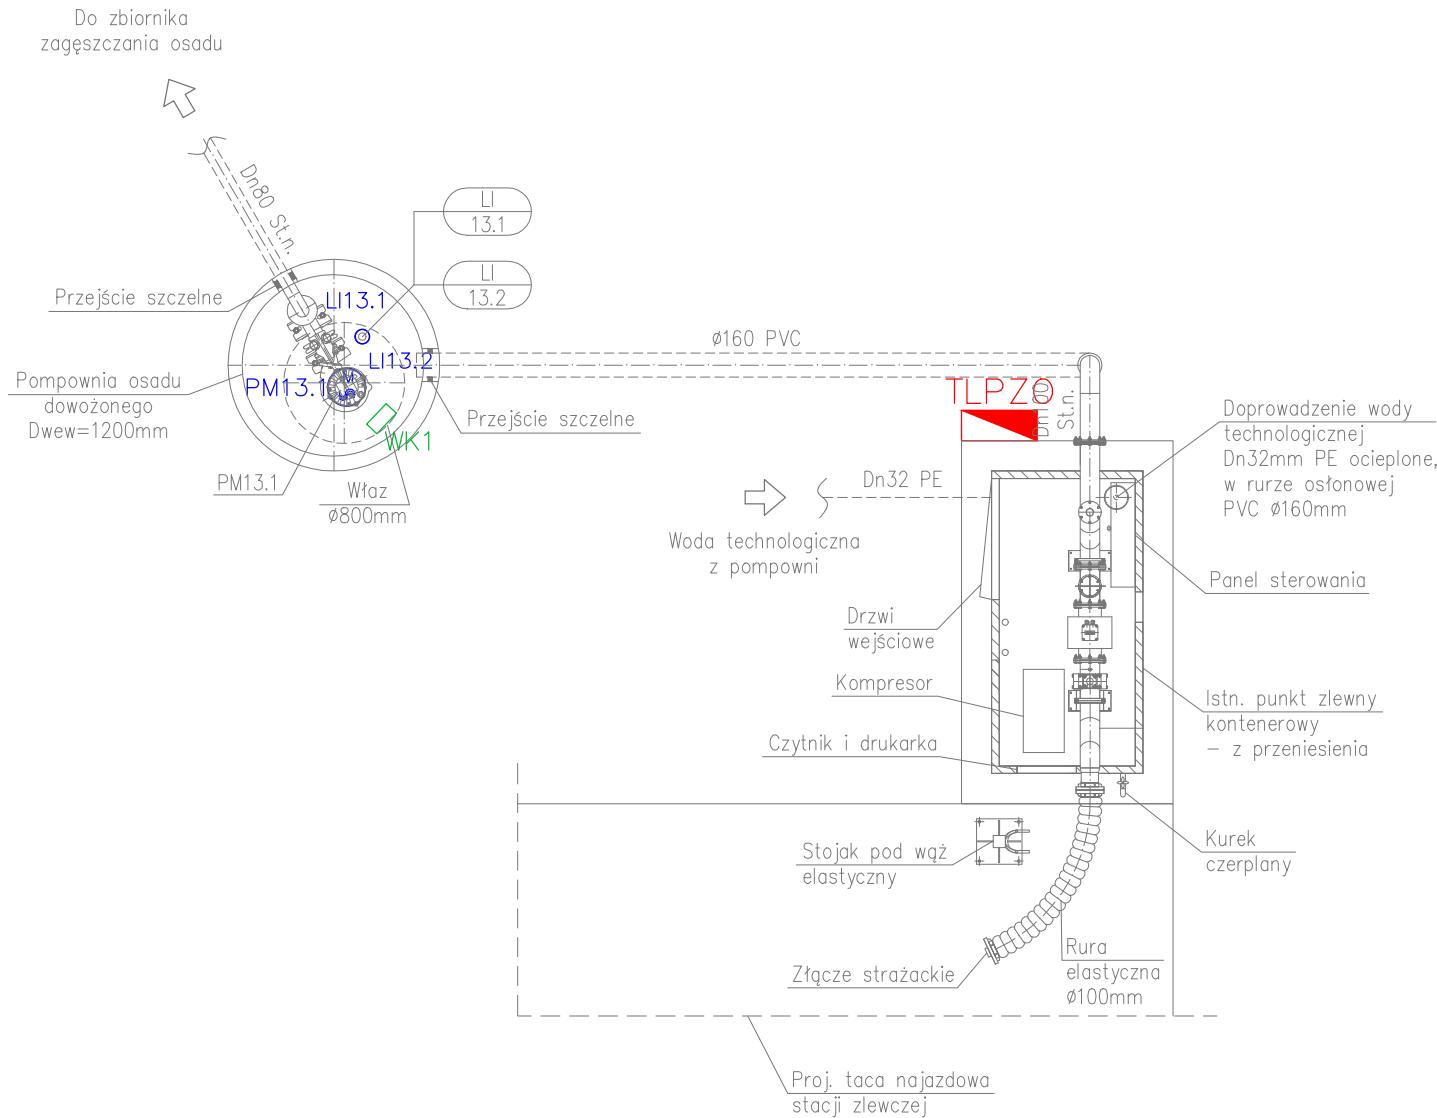 Do zbiornika
zagęszczania osadu
Dn80 St.n.
LI
13.1
LI
13.2
Przejście szczelne
LI13.1
LI13.2
PM13.1
WK1
Pompownia osadu
dowożonego
Dwew=1200mm
PM13.1
Właz
ø800mm
Przejście szczelne
ø160 PVC
TLPZO
Dn100
St.n.
Dn32 PE
Woda technologiczna
z pompowni
Doprowadzenie wody
technologicznej
Dn32mm PE ocieplone,
w rurze osłonowej
PVC ø160mm
Panel sterowania
Drzwi
wejściowe
Kompresor
Czytnik i drukarka
Istn. punkt zlewny
kontenerowy
– z przeniesienia
Kurek
czerplany
Stojak pod wąż
elastyczny
Złącze strażackie
Rura
elastyczna
ø100mm
Proj. taca najazdowa
stacji zlewczej